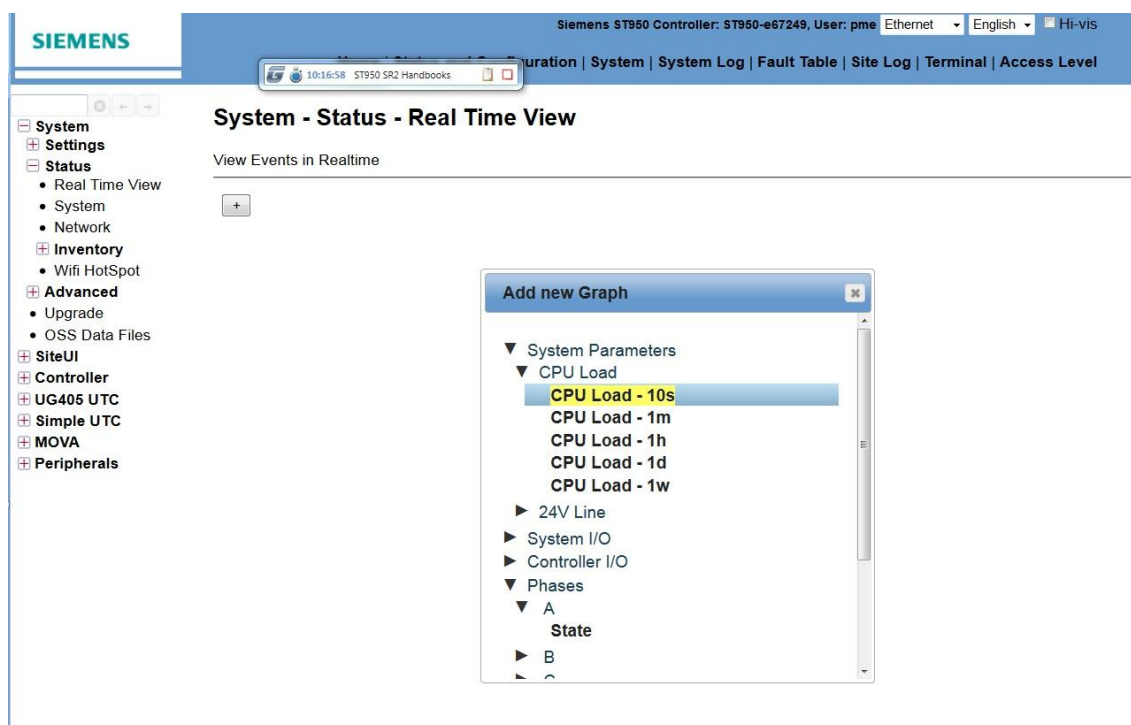 SIEMENS
Siemens ST950 Controller: ST950-e67249, User: pme Ethernet English Hi-vis
uration | System | System Log | Fault Table | Site Log | Terminal | Access Level
10:16:58 ST950 SR2 Handbooks
System
Settings
Status
Real Time View
System
Network
Inventory
Wifi HotSpot
Advanced
Upgrade
OSS Data Files
SiteUI
Controller
UG405 UTC
Simple UTC
MOVA
Peripherals
System - Status - Real Time View
View Events in Realtime
+
Add new Graph
System Parameters
CPU Load
CPU Load - 10s
CPU Load - 1m
CPU Load - 1h
CPU Load - 1d
CPU Load - 1w
24V Line
System I/O
Controller I/O
Phases
A
State
B